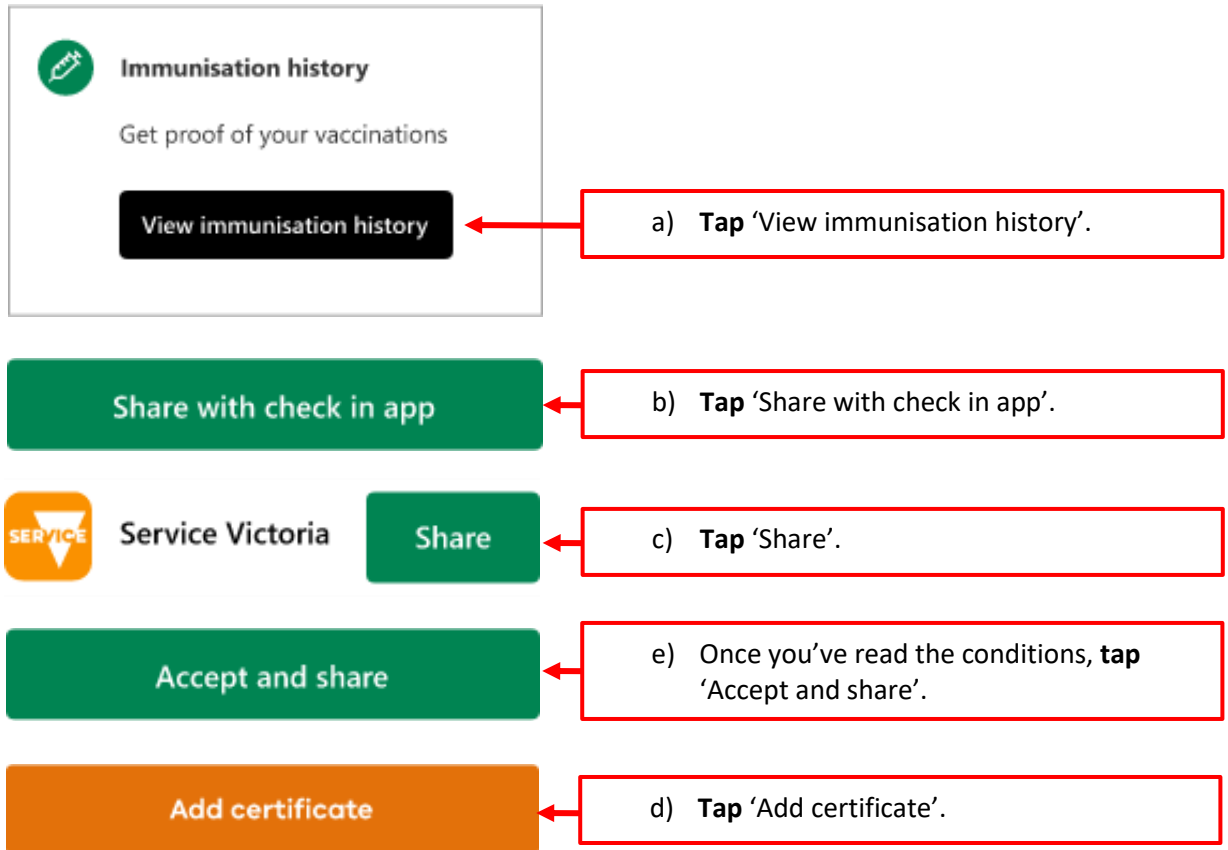 Immunisation history
Get proof of your vaccinations
View immunisation history
a) Tap ‘View immunisation history’.
Share with check in app
b) Tap ‘Share with check in app’.
SERVICE
Service Victoria
Share
c) Tap ‘Share’.
Accept and share
e) Once you’ve read the conditions, tap
‘Accept and share’.
Add certificate
d) Tap ‘Add certificate’.